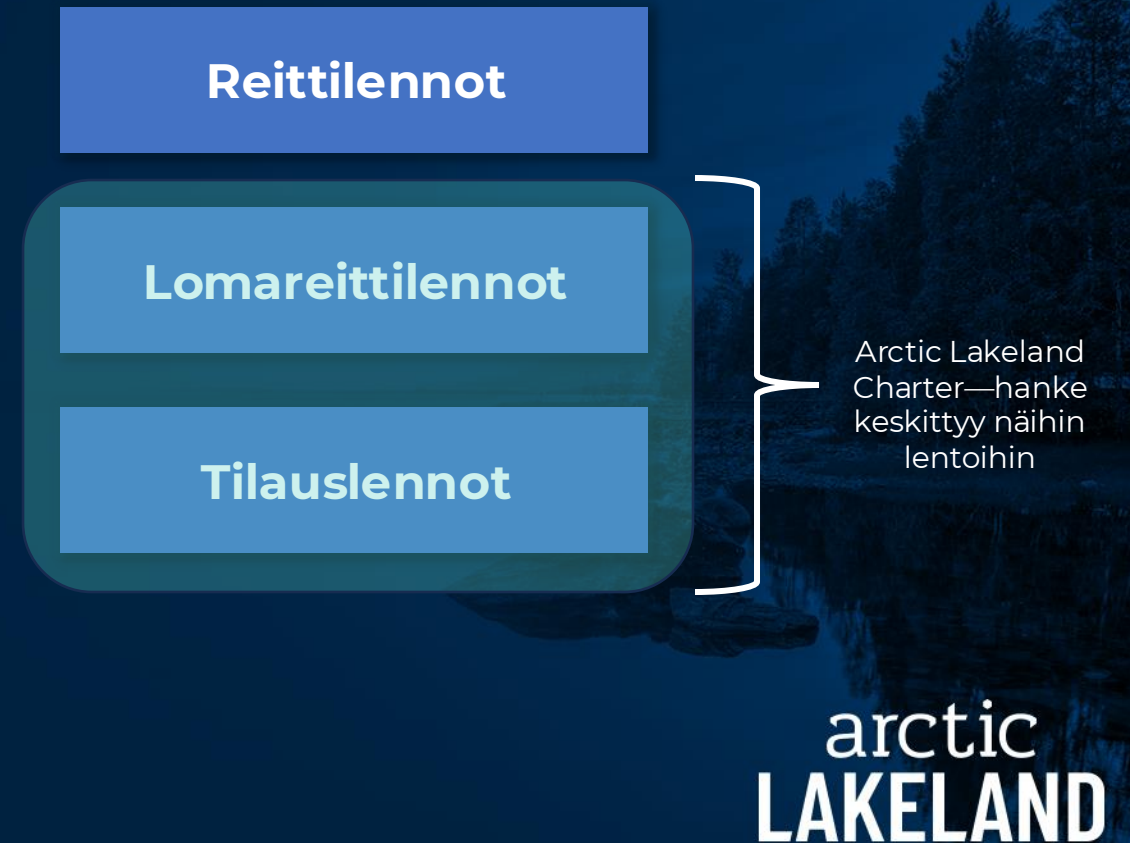 Reittilennot
Lomareittilennot
Tilauslennot
Arctic Lakeland
Charter—hanke
keskittyy näihin
lentoihin
arctic
LAKELAND